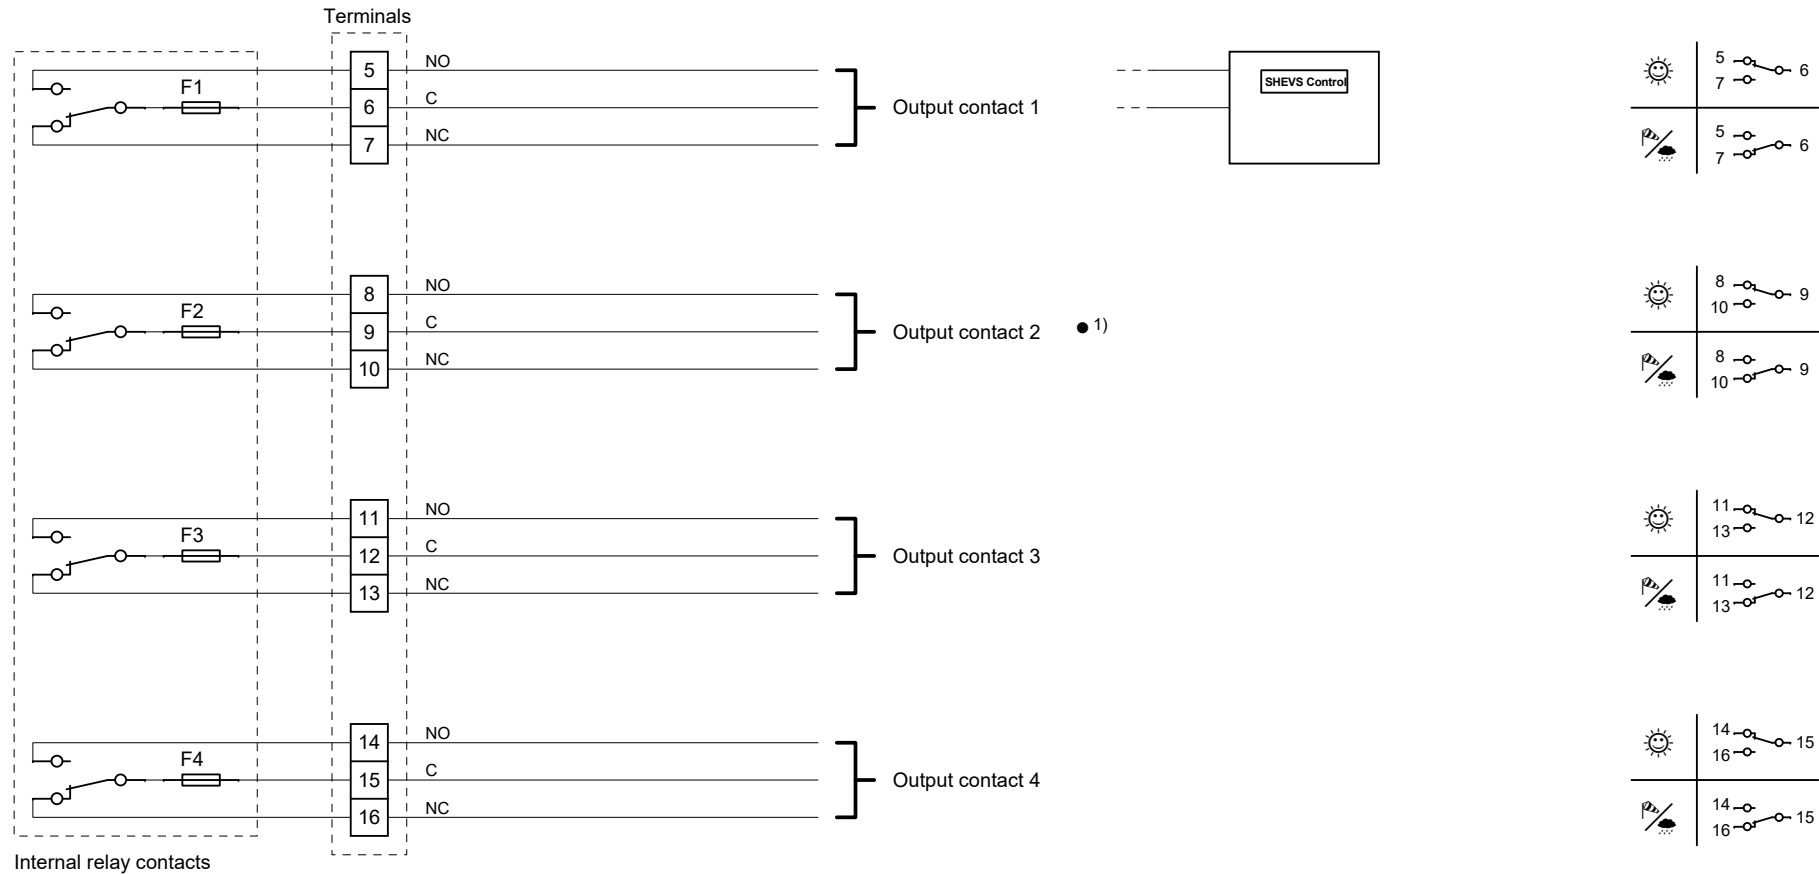 Terminals
F1
5
6
7
NO
C
NC
Output contact 1
SHEVS Control
5
7
6
5
7
6
F2
8
9
10
NO
C
NC
Output contact 2
● 1)
8
10
9
8
10
9
F3
11
12
13
NO
C
NC
Output contact 3
11
13
12
11
13
12
F4
14
15
16
NO
C
NC
Output contact 4
14
16
15
14
16
15
Internal relay contacts